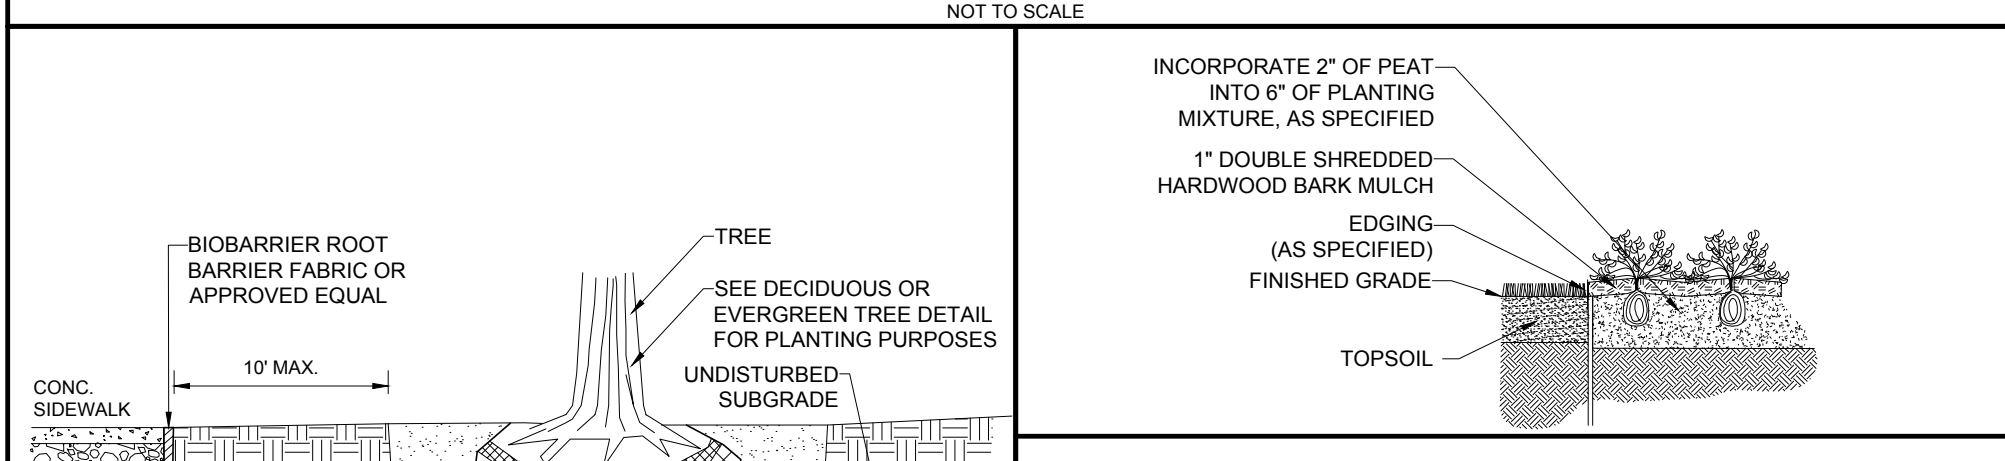 NOT TO SCALE
BIOBARRIER ROOT
BARRIER FABRIC OR
APPROVED EQUAL
10' MAX.
CONC.
SIDEWALK
TREE
SEE DECIDUOUS OR
EVERGREEN TREE DETAIL
FOR PLANTING PURPOSES
UNDISTURBED
SUBGRADE
INCORPORATE 2" OF PEAT
INTO 6" OF PLANTING
MIXTURE, AS SPECIFIED
1" DOUBLE SHREDDED
HARDWOOD BARK MULCH
EDGING
(AS SPECIFIED)
FINISHED GRADE
TOPSOIL